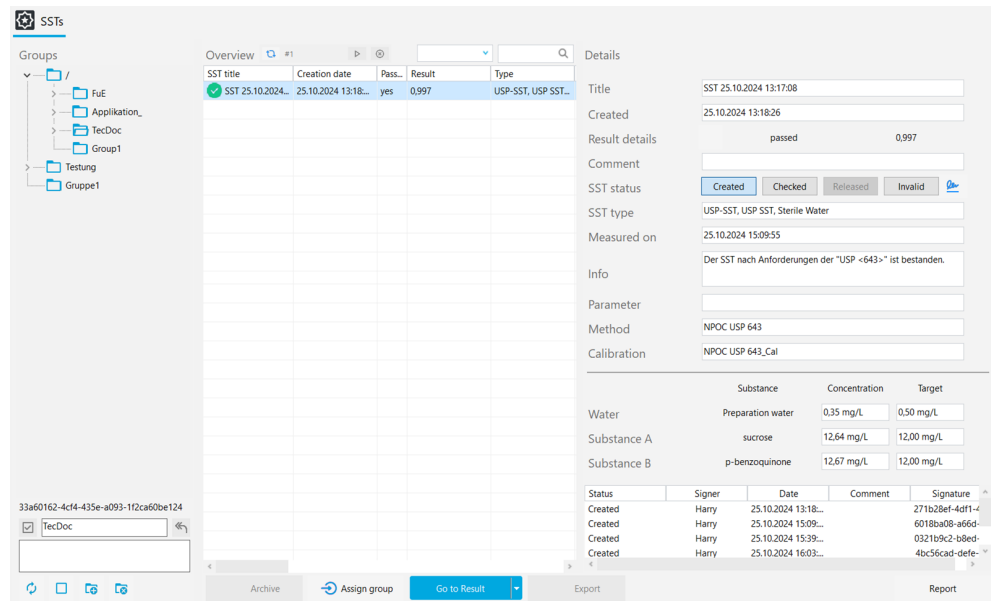 SSTs
Groups
/
FuE
Applikation_
TecDoc
Group1
Testung
Gruppe1
33a60162-4cf4-435e-a093-1f2ca60be124
TecDoc
Overview #1
SST title Creation date Pass... Result Type
SST 25.10.2024... 25.10.2024 13:18:... yes 0,997 USP-SST, USP SST...
Archive Assign group Go to Result Export
Details
Title SST 25.10.2024 13:17:08
Created 25.10.2024 13:18:26
Result details passed 0,997
Comment
SST status Created Checked Released Invalid
SST type USP-SST, USP SST, Sterile Water
Measured on 25.10.2024 15:09:55
Info Der SST nach Anforderungen der "USP <643>" ist bestanden.
Parameter
Method NPOC USP 643
Calibration NPOC USP 643_Cal
Substance Concentration Target
Water Preparation water 0,35 mg/L 0,50 mg/L
Substance A sucrose 12,64 mg/L 12,00 mg/L
Substance B p-benzoquinone 12,67 mg/L 12,00 mg/L
Status Signer Date Comment Signature
Created Harry 25.10.2024 13:18:... 271b28ef-4df1-4
Created Harry 25.10.2024 15:09:... 6018ba08-a66d-
Created Harry 25.10.2024 15:39:... 0321b9c2-b8ed-
Created Harry 25.10.2024 16:03:... 4bc56cad-defe-
Report